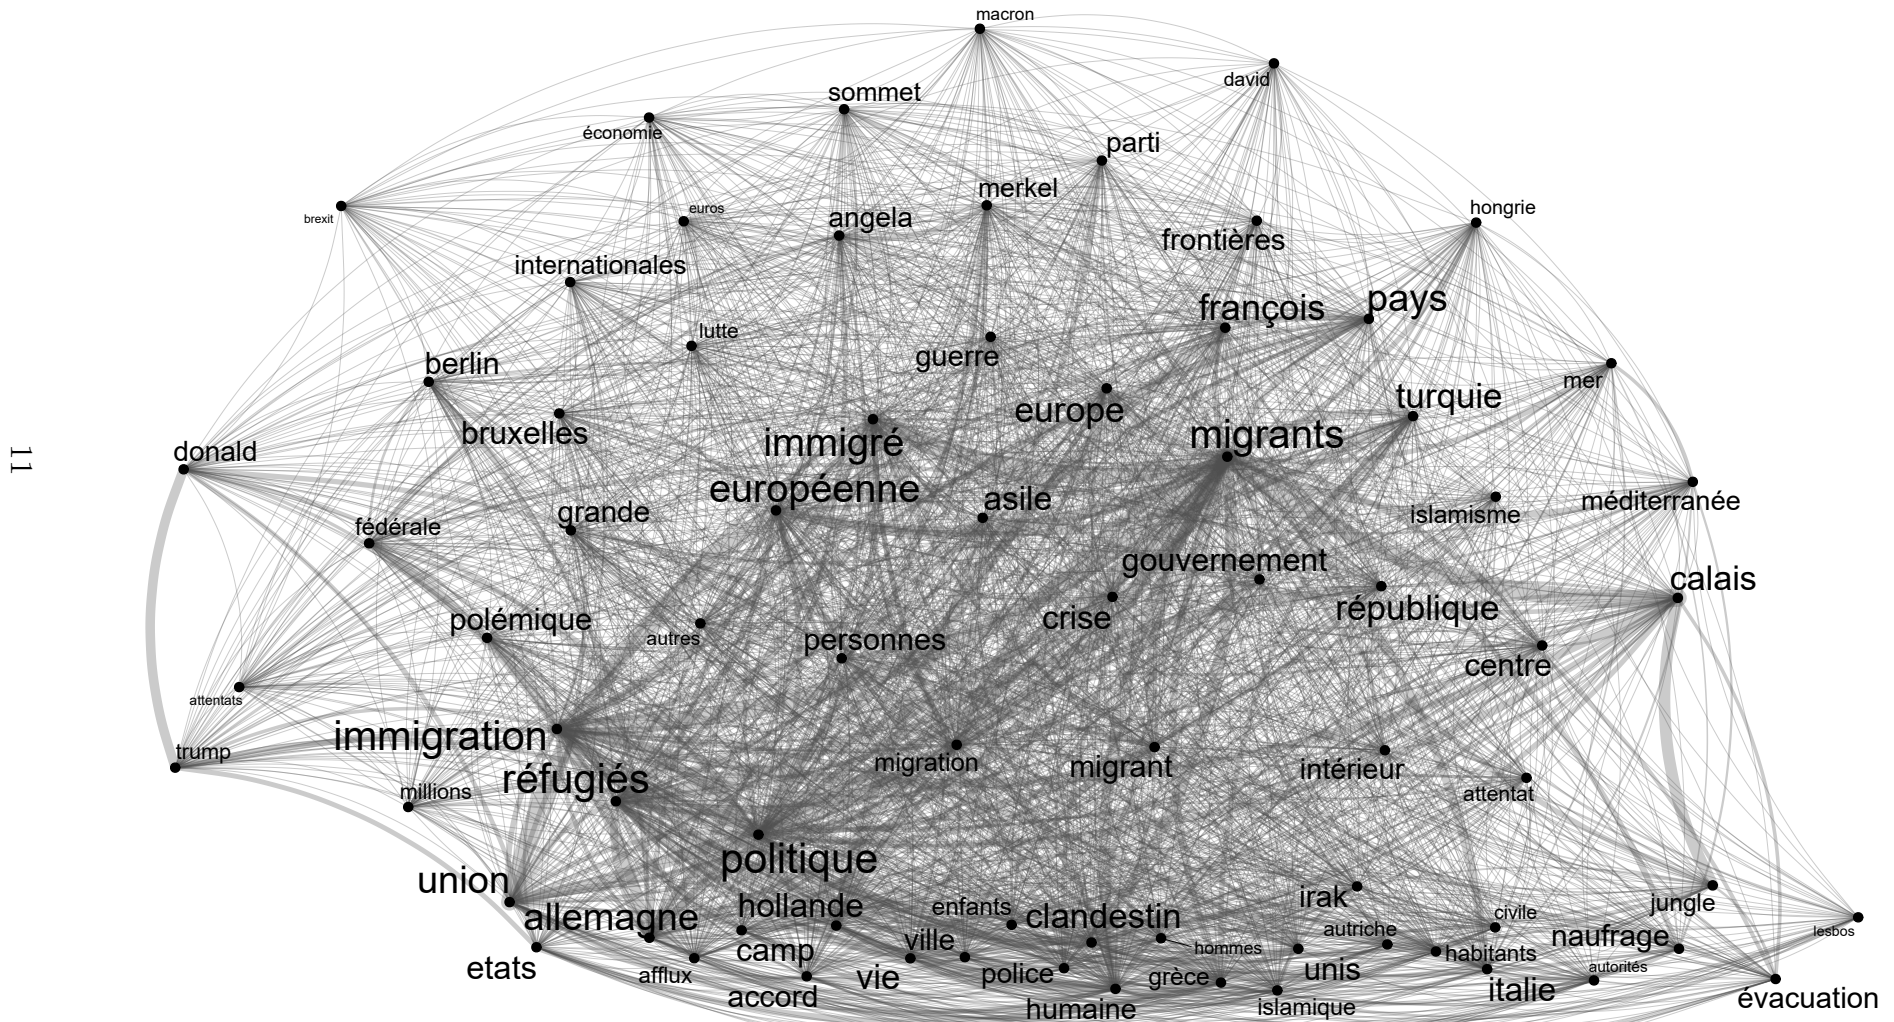 macron
david
sommet
économie
parti
merkel
brexit
euros
angela
hongrie
frontières
internationales
pays
françois
lutte
guerre
berlin
mer
turquie
europe
bruxelles
immigré
migrants
donald
11
européenne
asile
méditerranée
grande
islamisme
fédérale
gouvernement
calais
république
crise
polémique
autres
personnes
centre
attentats
immigration
trump
migration
migrant
intérieur
réfugiés
millions
attentat
politique
union
irak
jungle
hollande
enfants
clandestin
allemagne
civile
autriche
lesbos
ville
naufrage
camp
hommes
habitants
etats
afflux
vie
police
grèce
unis
autorités
accord
italie
humaine
islamique
évacuation